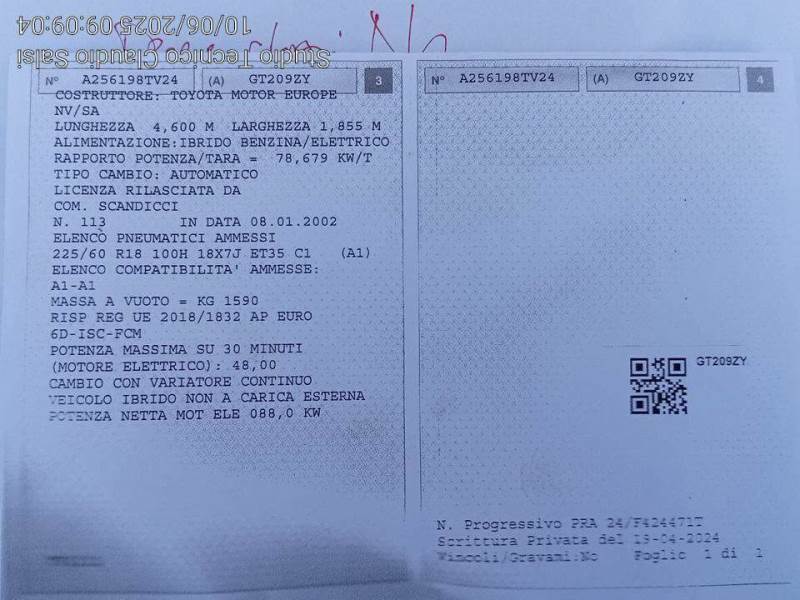 10/06/2025 09:09:04
Studio Tecnico Claudio Salsi
N° A256198TV24 (A) GT209ZY 3
COSTRUTTORE: TOYOTA MOTOR EUROPE
NV/SA
LUNGHEZZA 4,600 M LARGHEZZA 1,855 M
ALIMENTAZIONE:IBRIDO BENZINA/ELETTRICO
RAPPORTO POTENZA/TARA = 78,679 KW/T
TIPO CAMBIO: AUTOMATICO
LICENZA RILASCIATA DA
COM. SCANDICCI
N. 113 IN DATA 08.01.2002
ELENCO PNEUMATICI AMMESSI
225/60 R18 100H 18X7J ET35 C1 (A1)
ELENCO COMPATIBILITA' AMMESSE:
A1-A1
MASSA A VUOTO = KG 1590
RISP REG UE 2018/1832 AP EURO
6D-ISC-FCM
POTENZA MASSIMA SU 30 MINUTI
(MOTORE ELETTRICO): 48,00
CAMBIO CON VARIATORE CONTINUO
VEICOLO IBRIDO NON A CARICA ESTERNA
POTENZA NETTA MOT ELE 088,0 KW
N° A256198TV24 (A) GT209ZY 4
GT209ZY
N. Progressivo PRA 24/F424471T
Scrittura Privata del 19-04-2024
Vincoli/Gravami:No Foglio 1 di 1